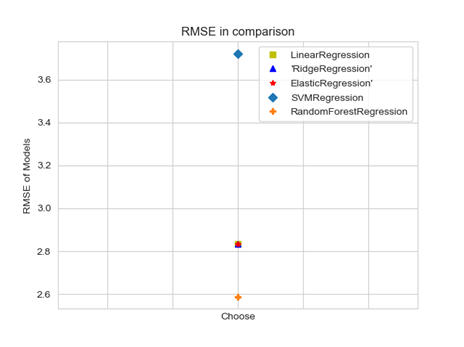 RMSE in comparison
LinearRegression
'RidgeRegression'
ElasticRegression'
SVMRegression
RandomForestRegression
3.6
3.4
3.2
3.0
2.8
2.6
RMSE of Models
Choose